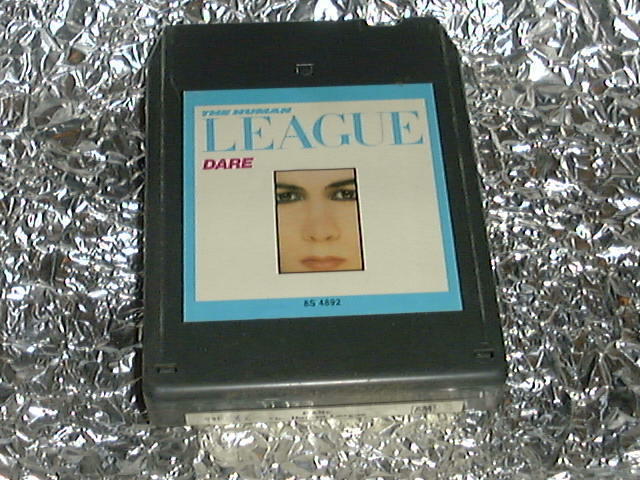 THE HUMAN
LEAGUE
DARE
8S 4892